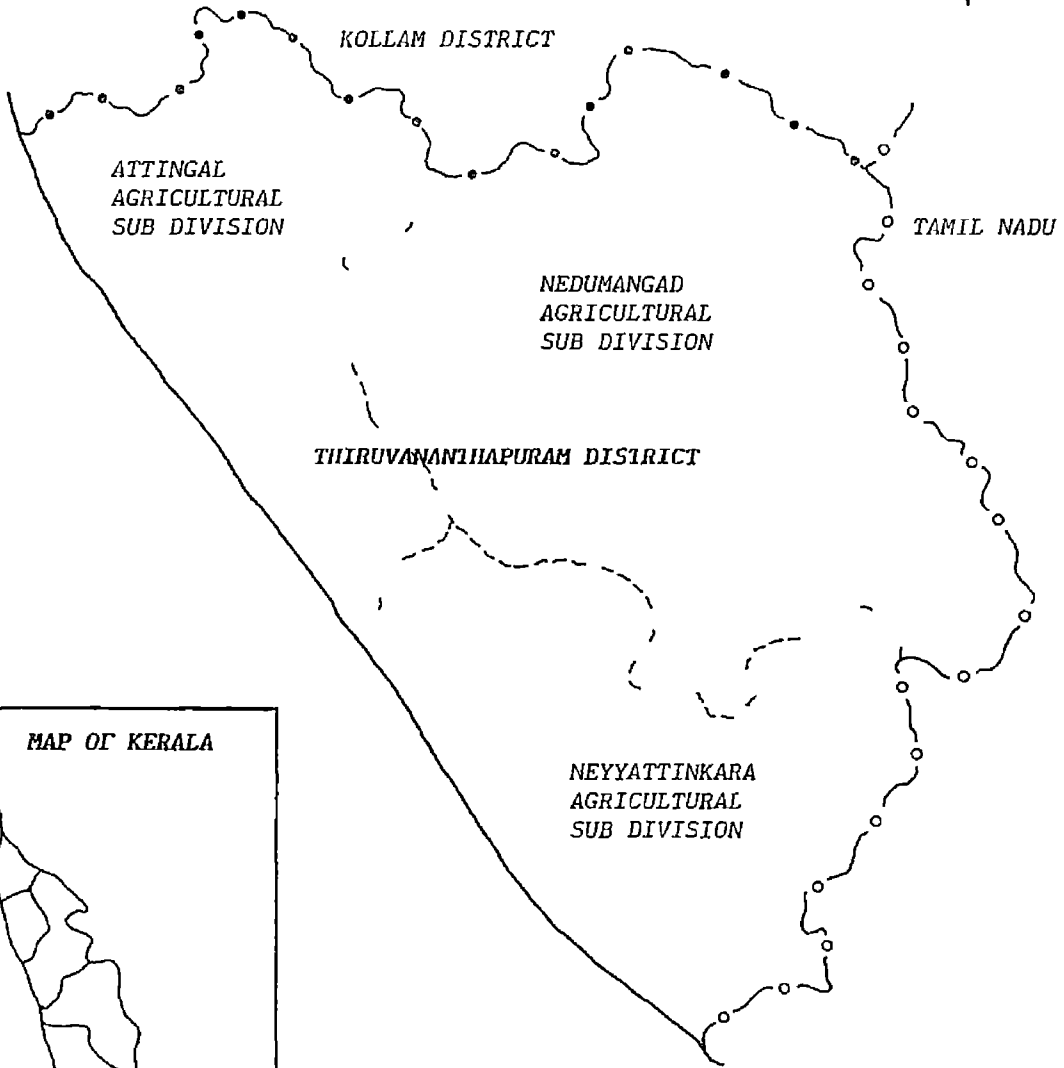 KOLLAM DISTRICT
ATTINGAL
AGRICULTURAL
SUB DIVISION
TAMIL NADU
NEDUMANGAD
AGRICULTURAL
SUB DIVISION
THIRUVANANTHAPURAM DISTRICT
MAP OF KERALA
NEYYATTINKARA
AGRICULTURAL
SUB DIVISION